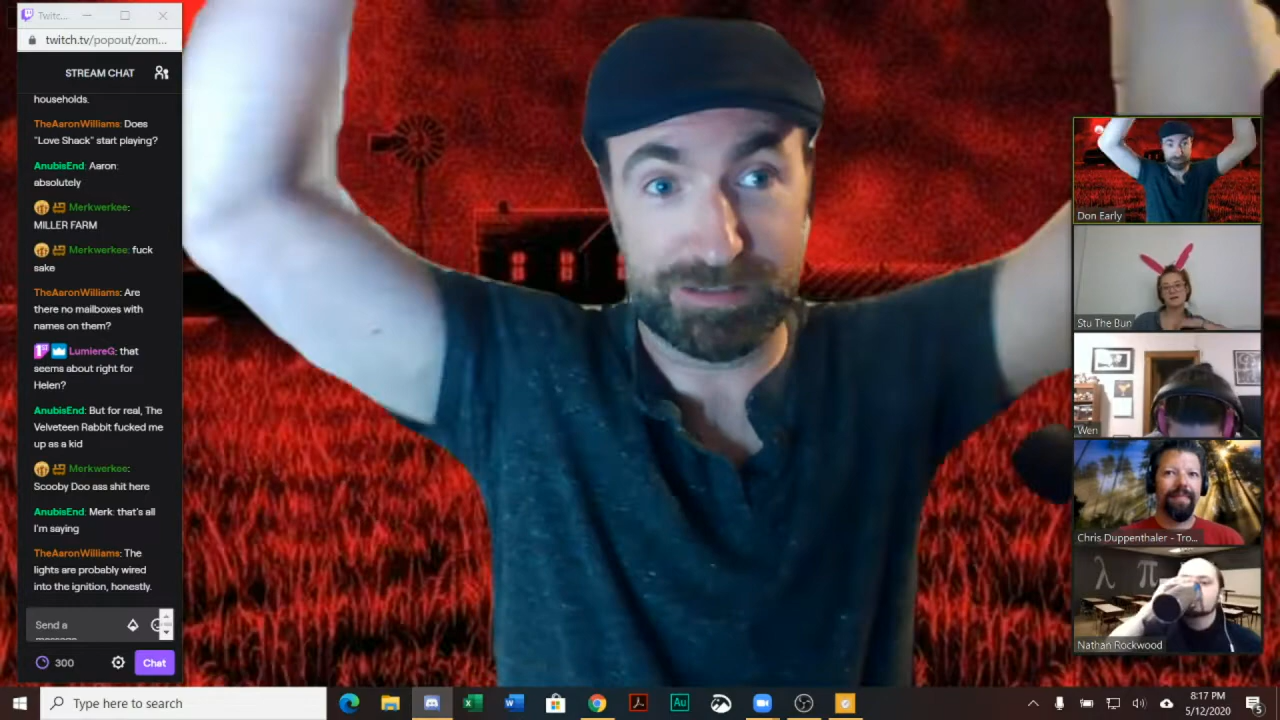 Twitc...
twitch.tv/popout/zom...
STREAM CHAT
households.
TheAaronWilliams: Does
"Love Shack" start playing?
AnubisEnd: Aaron:
absolutely
Merkwerkee:
MILLER FARM
Merkwerkee: fuck
sake
TheAaronWilliams: Are
there no mailboxes with
names on them?
LumiereG: that
seems about right for
Helen?
AnubisEnd: But for real, The
Velveteen Rabbit fucked me
up as a kid
Merkwerkee:
Scooby Doo ass shit here
AnubisEnd: Merk: that's all
I'm saying
TheAaronWilliams: The
lights are probably wired
into the ignition, honestly.
Send a
message
300
Chat
Don Early
Stu The Bun
"Wen
Chris Duppenthaler - Tro...
λ π
Nathan Rockwood
Type here to search
Au
8:17 PM
5/12/2020
5